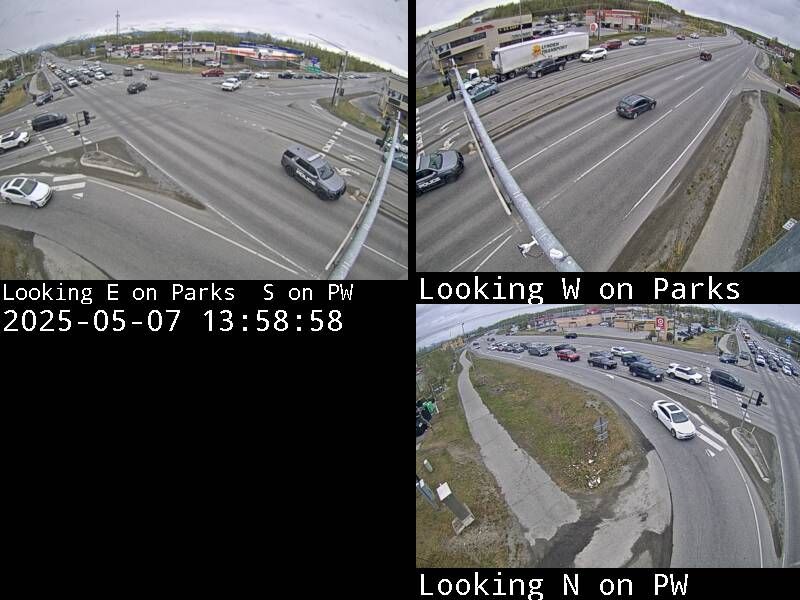 Looking E on Parks  S on PW
2025-05-07 13:58:58
POLICE
LYNDEN
TRANSPORT
Looking W on Parks
Looking N on PW